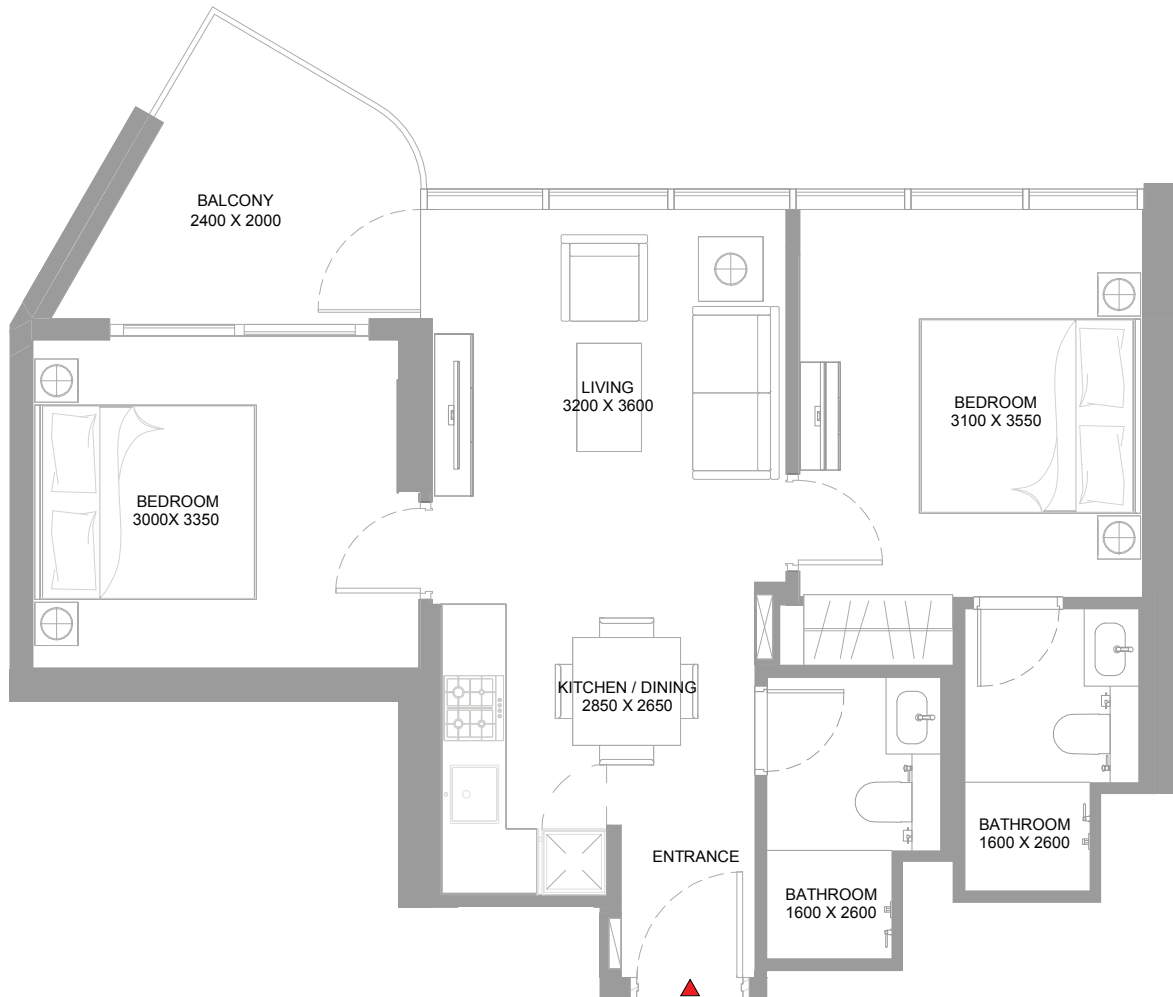 BALCONY
2400 X 2000
LIVING
3200 X 3600
BEDROOM
3100 X 3550
BEDROOM
3000X 3350
KITCHEN / DINING
2850 X 2650
BATHROOM
1600 X 2600
ENTRANCE
BATHROOM
1600 X 2600